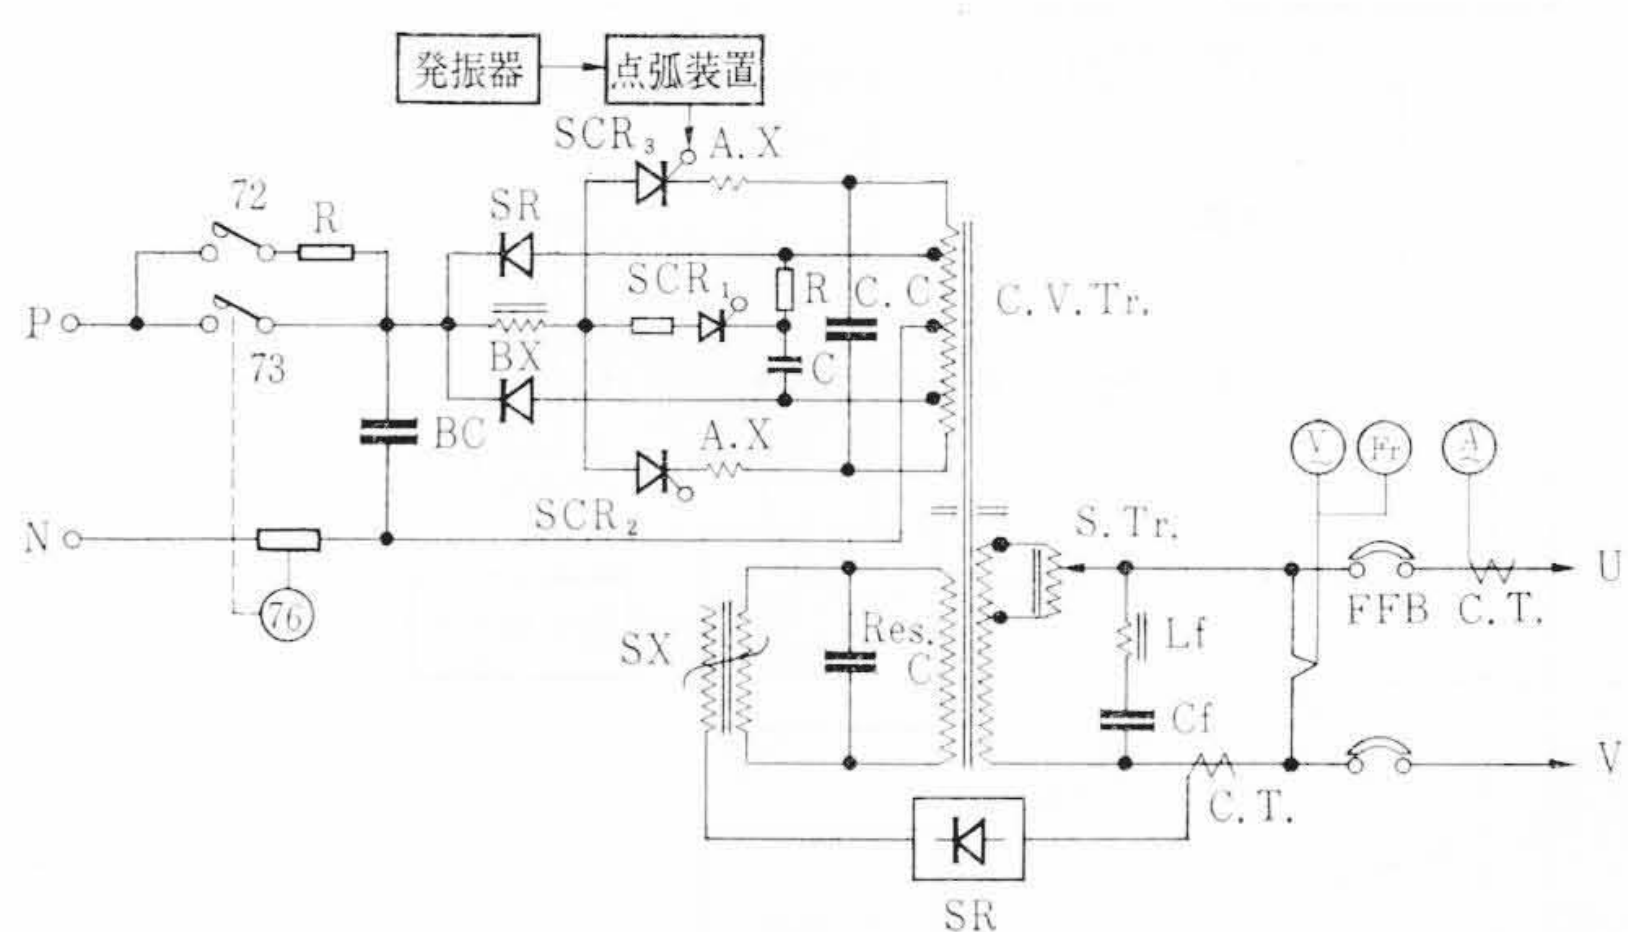 発振器 点弧装置
SCR₃ A.X
72 R SR
SCR₁ R C.C C.V.Tr.
P
73 BX C
BC A.X
V Fr A
N SCR₂ S.Tr.
U
76 FFB C.T.
SX Res. C Lf
Cf
V
C.T.
SR